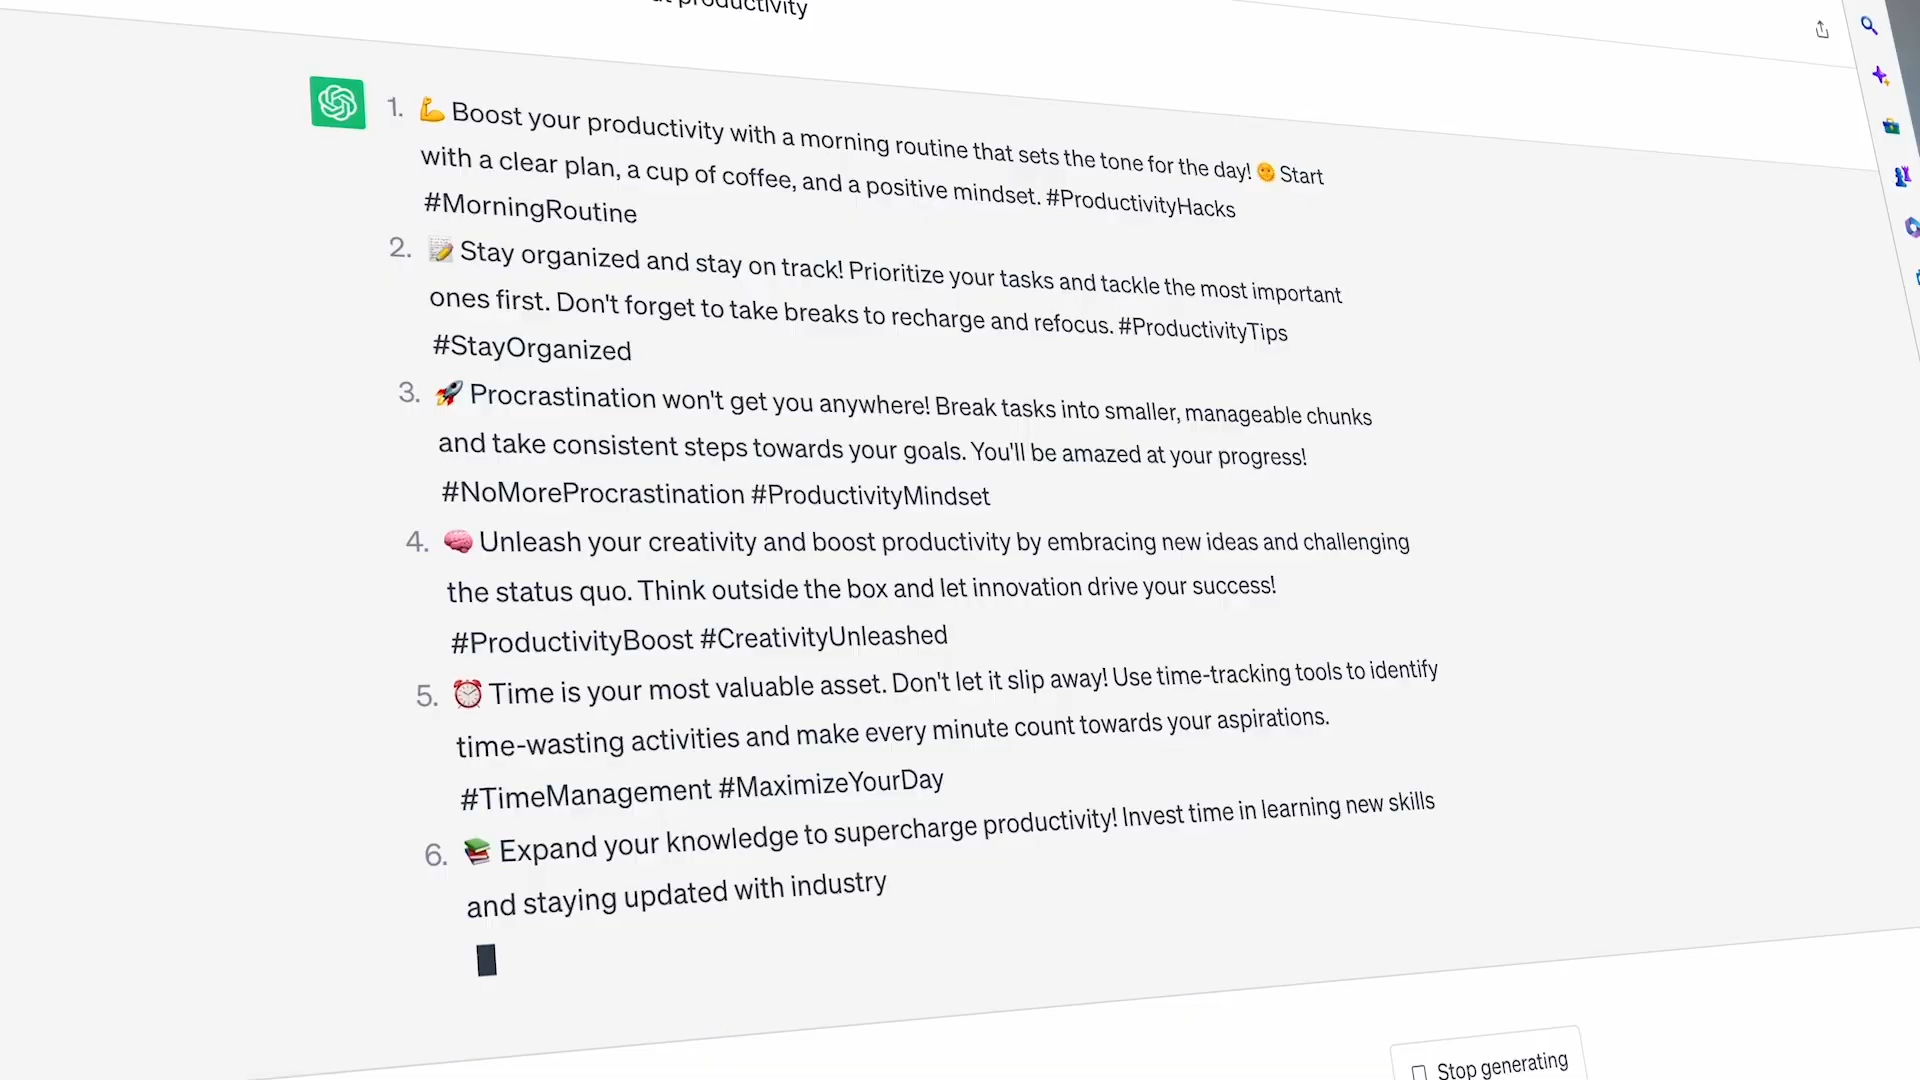 productivity
1. 💪 Boost your productivity with a morning routine that sets the tone for the day! 🌞 Start
with a clear plan, a cup of coffee, and a positive mindset. #ProductivityHacks
#MorningRoutine
2. 📝 Stay organized and stay on track! Prioritize your tasks and tackle the most important
ones first. Don't forget to take breaks to recharge and refocus. #ProductivityTips
#StayOrganized
3. 🚀 Procrastination won't get you anywhere! Break tasks into smaller, manageable chunks
and take consistent steps towards your goals. You'll be amazed at your progress!
#NoMoreProcrastination #ProductivityMindset
4. 🧠 Unleash your creativity and boost productivity by embracing new ideas and challenging
the status quo. Think outside the box and let innovation drive your success!
#ProductivityBoost #CreativityUnleashed
5. ⏰ Time is your most valuable asset. Don't let it slip away! Use time-tracking tools to identify
time-wasting activities and make every minute count towards your aspirations.
#TimeManagement #MaximizeYourDay
6. 📚 Expand your knowledge to supercharge productivity! Invest time in learning new skills
and staying updated with industry
Stop generating